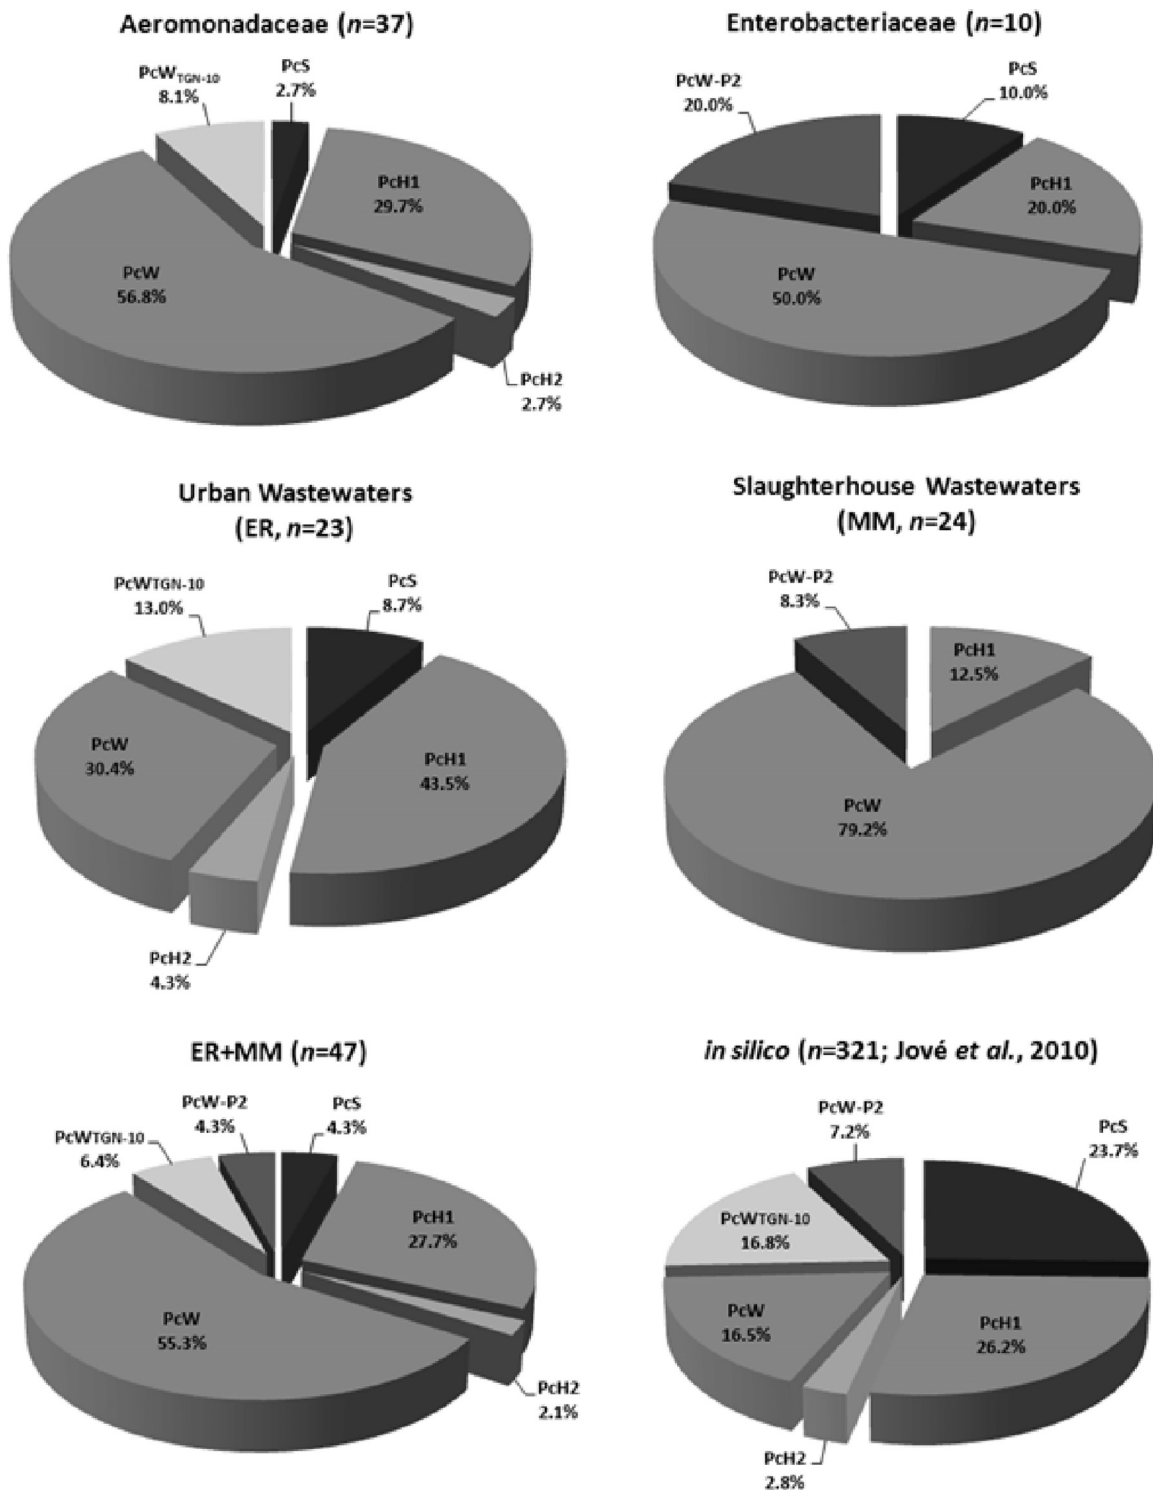 Aeromonadaceae (n=37)
PcWTGN-10
8.1%
PcS
2.7%
PcH1
29.7%
PcW
56.8%
PcH2
2.7%
Enterobacteriaceae (n=10)
PcW-P2
20.0%
PcS
10.0%
PcH1
20.0%
PcW
50.0%
Urban Wastewaters
(ER, n=23)
PcWTGN-10
13.0%
PcS
8.7%
PcW
30.4%
PcH1
43.5%
PcH2
4.3%
Slaughterhouse Wastewaters
(MM, n=24)
PcW-P2
8.3%
PcH1
12.5%
PcW
79.2%
ER+MM (n=47)
PcW-P2
4.3%
PcS
4.3%
PcWTGN-10
6.4%
PcH1
27.7%
PcW
55.3%
PcH2
2.1%
in silico (n=321; Jové et al., 2010)
PcW-P2
7.2%
PcS
23.7%
PcWTGN-10
16.8%
PcW
16.5%
PcH1
26.2%
PcH2
2.8%